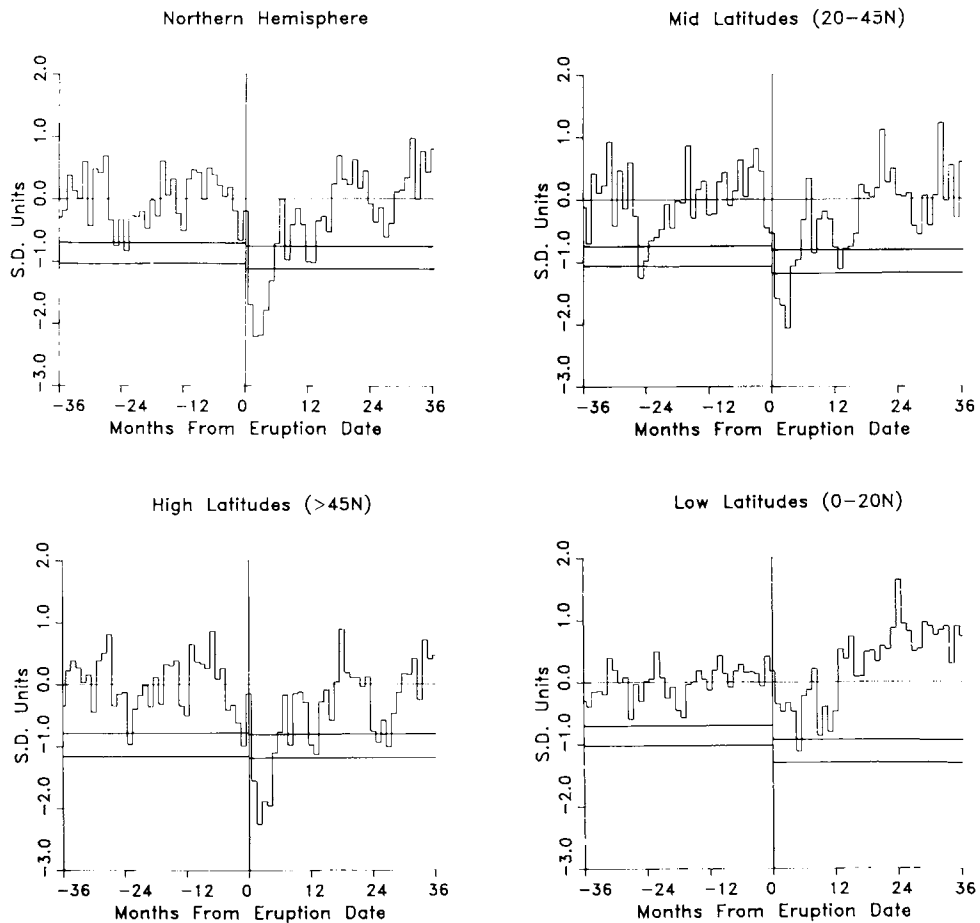 Northern Hemisphere
2.0
1.0
0.0
-1.0
-2.0
-3.0
S.D. Units
-36 -24 -12 0 12 24 36
Months From Eruption Date
Mid Latitudes (20-45N)
2.0
1.0
0.0
-1.0
-2.0
-3.0
S.D. Units
-36 -24 -12 0 12 24 36
Months From Eruption Date
High Latitudes (>45N)
2.0
1.0
0.0
-1.0
-2.0
-3.0
S.D. Units
-36 -24 -12 0 12 24 36
Months From Eruption Date
Low Latitudes (0-20N)
2.0
1.0
0.0
-1.0
-2.0
-3.0
S.D. Units
-36 -24 -12 0 12 24 36
Months From Eruption Date